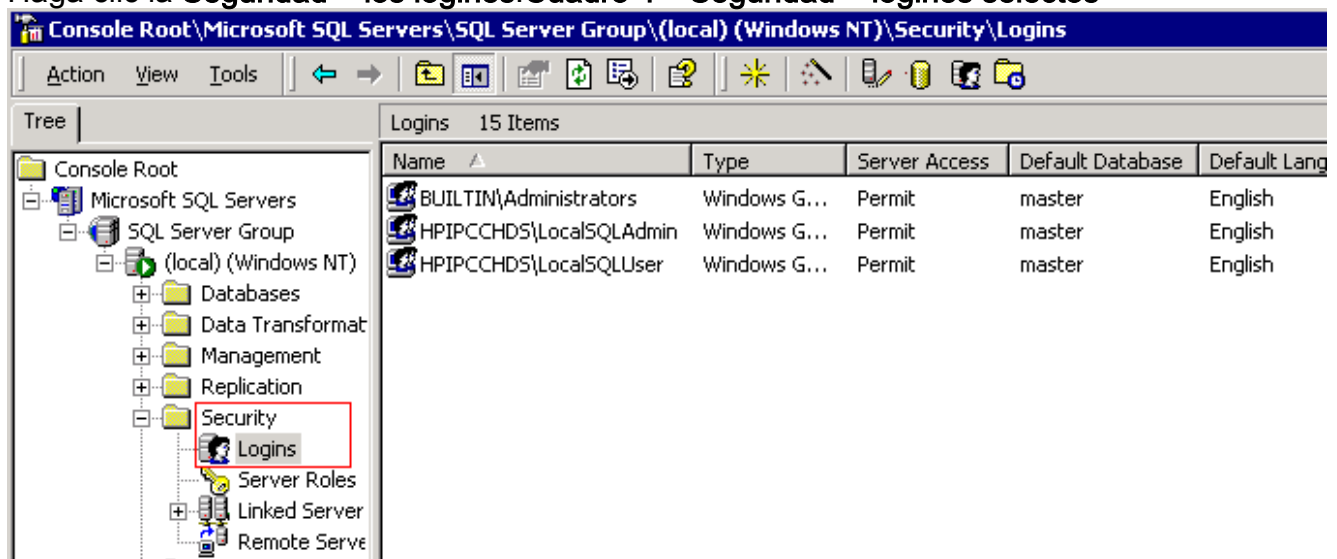 Console Root\Microsoft SQL Servers\SQL Server Group\(local) (Windows NT)\Security\Logins
Action View Tools
Tree
Logins 15 Items
Console Root
Microsoft SQL Servers
SQL Server Group
(local) (Windows NT)
Databases
Data Transformat
Management
Replication
Security
Logins
Server Roles
Linked Server
Remote Serve
Name Type Server Access Default Database Default Lang
BUILTIN\Administrators Windows G... Permit master English
HPIPCCHDS\LocalSQLAdmin Windows G... Permit master English
HPIPCCHDS\LocalSQLUser Windows G... Permit master English